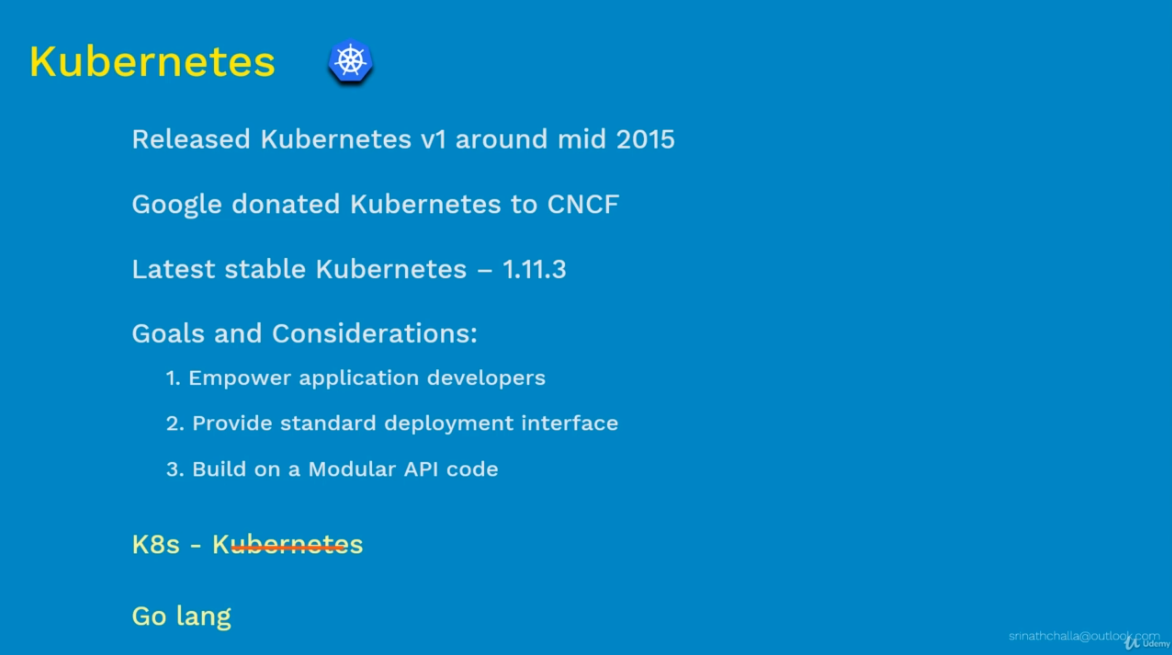 Kubernetes
Released Kubernetes v1 around mid 2015
Google donated Kubernetes to CNCF
Latest stable Kubernetes – 1.11.3
Goals and Considerations:
1. Empower application developers
2. Provide standard deployment interface
3. Build on a Modular API code
K8s - Kubernetes
Go lang
srinathchalla@outlook.com
Udemy